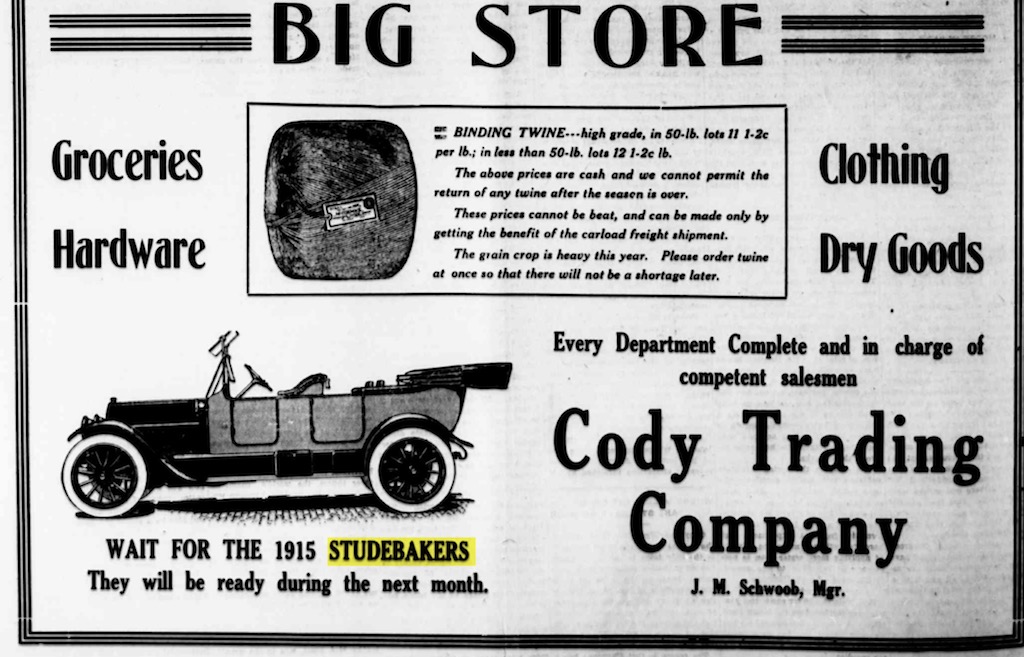 BIG STORE
Groceries
Hardware
BINDING TWINE---high grade, in 50-lb. lots 11 1-2c
per lb.; in less than 50-lb. lots 12 1-2c lb.
The above prices are cash and we cannot permit the
return of any twine after the season is over.
These prices cannot be beat, and can be made only by
getting the benefit of the carload freight shipment.
The grain crop is heavy this year. Please order twine
at once so that there will not be a shortage later.
Clothing
Dry Goods
WAIT FOR THE 1915 STUDEBAKERS
They will be ready during the next month.
Every Department Complete and in charge of
competent salesmen
Cody Trading
Company
J. M. Schwoob, Mgr.